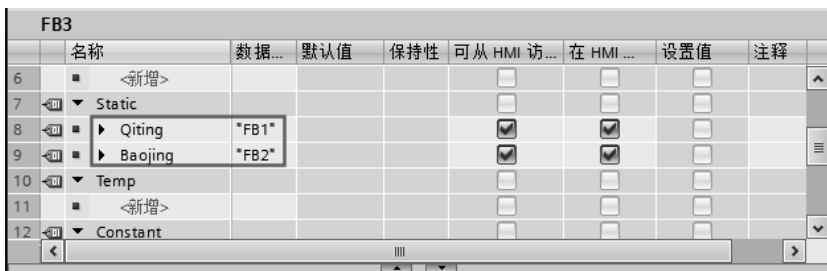 FB3
名称 数据... 默认值 保持性 可从 HMI 访... 在 HMI ... 设置值 注释
6 <新增>
7 Static
8 Qiting "FB1"
9 Baojing "FB2"
10 Temp
11 <新增>
12 Constant